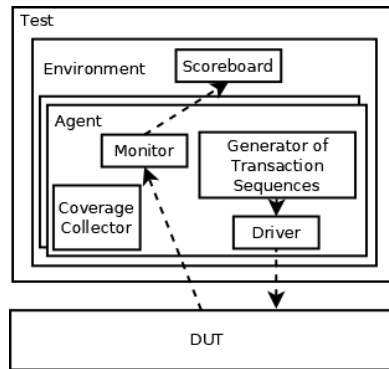 Test
Environment
Scoreboard
Agent
Monitor
Generator of
Transaction
Sequences
Coverage
Collector
Driver
DUT